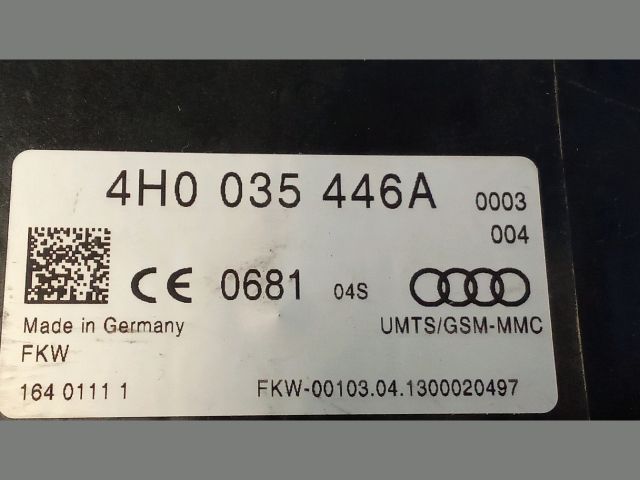 4H0 035 446A 0003
004
CE 0681 04S
Made in Germany UMTS/GSM-MMC
FKW
164 0111 1 FKW-00103.04.1300020497